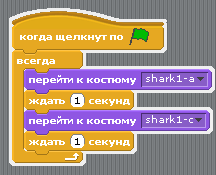 когда щелкнут по
всегда
перейти к костюму shark1-a
ждать 1 секунд
перейти к костюму shark1-c
ждать 1 секунд